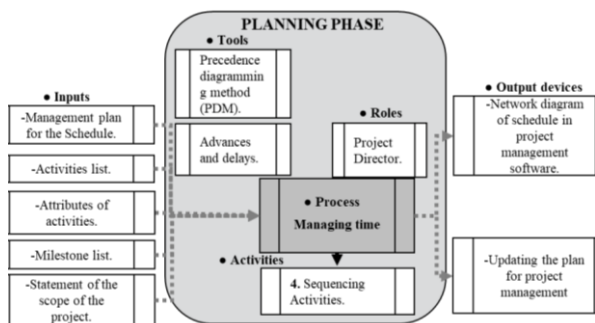 PLANNING PHASE
● Tools
Precedence
diagrammin
g method
(PDM).
Advances
and delays.
● Inputs
-Management plan
for the Schedule.
-Activities list.
-Attributes of
activities.
-Milestone list.
-Statement of the
scope of the
project.
● Roles
Project
Director.
● Process
Managing time
● Activities
4. Sequencing
Activities.
● Output devices
-Network diagram
of schedule in
project
management
software.
-Updating the plan
for project
management